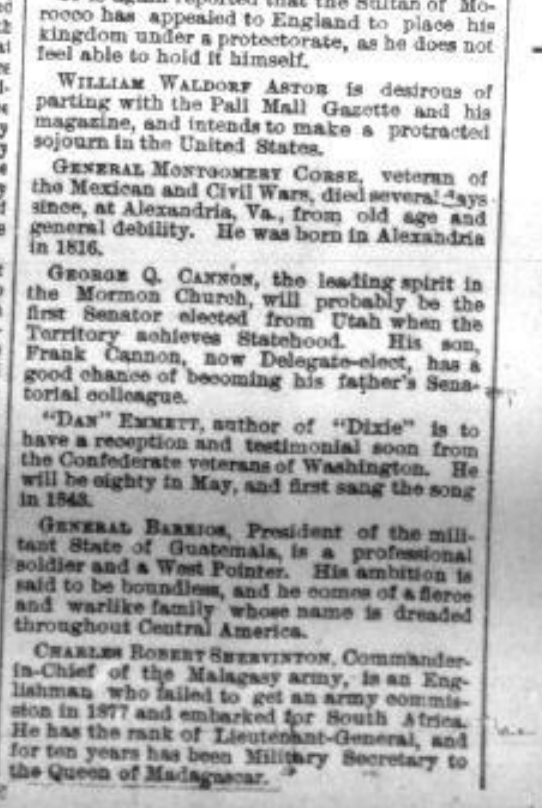 again reported that the Sultan of Mo-
rocco has appealed to England to place his
kingdom under a protectorate, as he does not
feel able to hold it himself.
WILLIAM WALDORF ASTOR is desirous of
parting with the Pall Mall Gazette and his
magazine, and intends to make a protracted
sojourn in the United States.
GENERAL MONTGOMERY CORSE, veteran of
the Mexican and Civil Wars, died several days
since, at Alexandria, Va., from old age and
general debility. He was born in Alexandria
in 1816.
GEORGE Q. CANNON, the leading spirit in
the Mormon Church, will probably be the
first Senator elected from Utah when the
Territory achieves Statehood. His son,
Frank Cannon, now Delegate-elect, has a
good chance of becoming his father's Sena-
torial colleague.
"DAN" EMMETT, author of "Dixie" is to
have a reception and testimonial soon from
the Confederate veterans of Washington. He
will be eighty in May, and first sang the song
in 1843.
GENERAL BARRIOS, President of the mili-
tant State of Guatemala, is a professional
soldier and a West Pointer. His ambition is
said to be boundless, and he comes of a fierce
and warlike family whose name is dreaded
throughout Central America.
CHARLES ROBERT SHERVINTON, Commander-
in-Chief of the Malagasy army, is an Eng-
lishman who failed to get an army commis-
sion in 1877 and embarked for South Africa.
He has the rank of Lieutenant-General, and
for ten years has been Military Secretary to
the Queen of Madagascar.